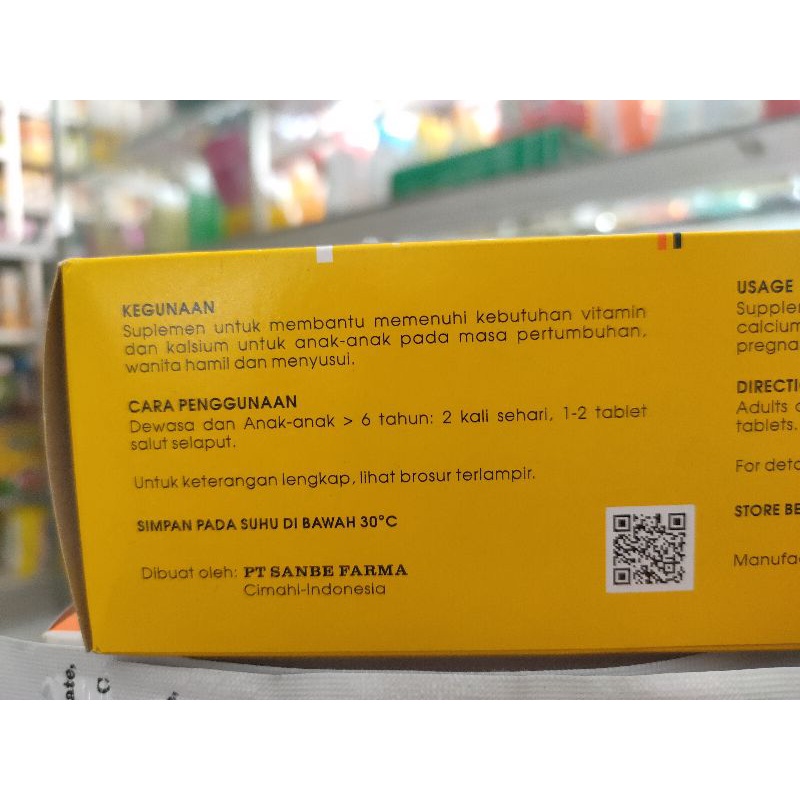 KEGUNAAN
Suplemen untuk membantu memenuhi kebutuhan vitamin
dan kalsium untuk anak-anak pada masa pertumbuhan,
wanita hamil dan menyusui.
CARA PENGGUNAAN
Dewasa dan Anak-anak > 6 tahun: 2 kali sehari, 1-2 tablet
salut selaput.
Untuk keterangan lengkap, lihat brosur terlampir.
SIMPAN PADA SUHU DI BAWAH 30°C
Dibuat oleh: PT SANBE FARMA
Cimahi-Indonesia
USAGE
Supplem
calcium
pregna
DIRECTI
Adults
tablets.
For deta
STORE BE
Manufa
ate,
C